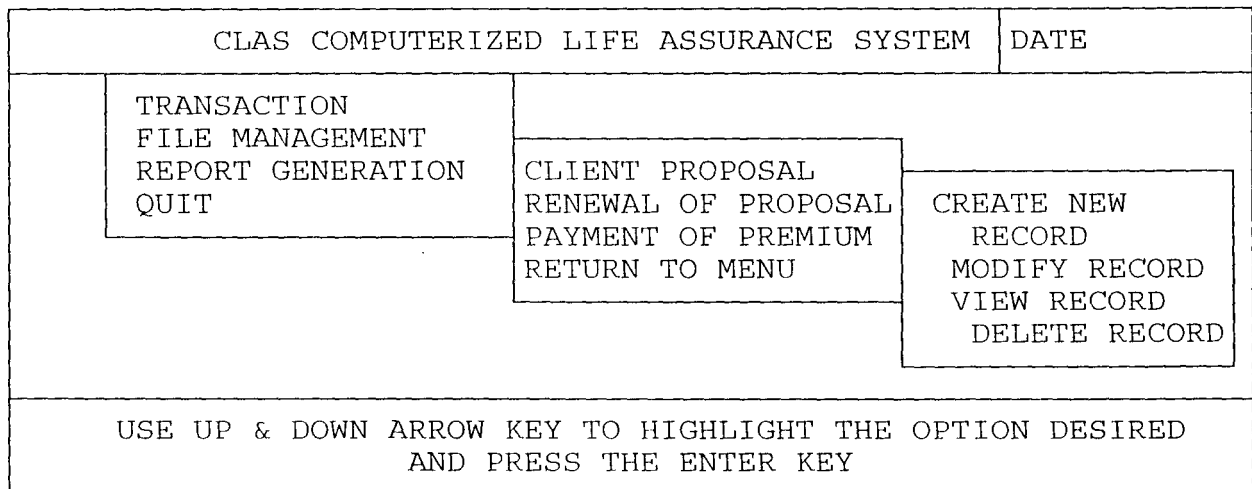 CLAS COMPUTERIZED LIFE ASSURANCE SYSTEM
DATE
TRANSACTION
FILE MANAGEMENT
REPORT GENERATION
QUIT
CLIENT PROPOSAL
RENEWAL OF PROPOSAL
PAYMENT OF PREMIUM
RETURN TO MENU
CREATE NEW
RECORD
MODIFY RECORD
VIEW RECORD
DELETE RECORD
USE UP & DOWN ARROW KEY TO HIGHLIGHT THE OPTION DESIRED
AND PRESS THE ENTER KEY